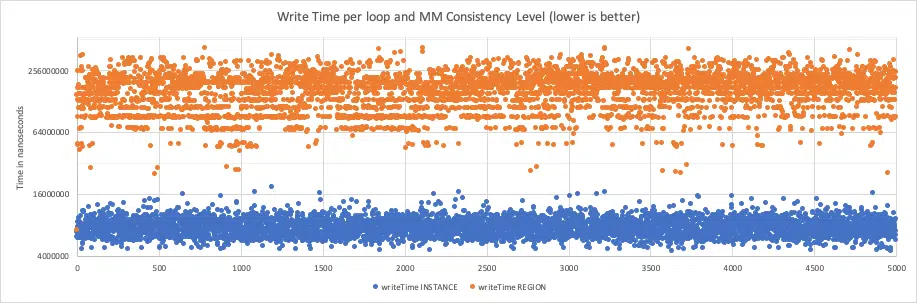 Write Time per loop and MM Consistency Level (lower is better)
Time in nanoseconds
256000000
64000000
16000000
4000000
0 500 1000 1500 2000 2500 3000 3500 4000 4500 5000
writeTime INSTANCE writeTime REGION